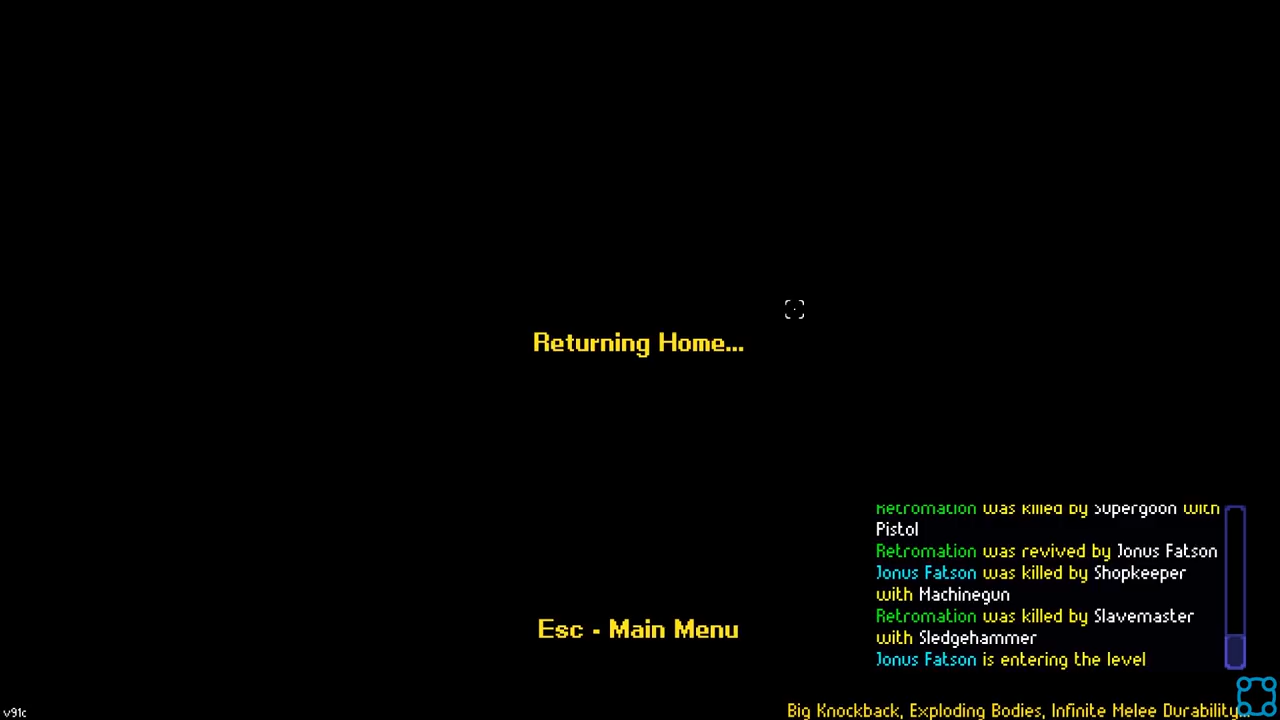 Returning Home...
Retromation was killed by Supergoon with
Pistol
Retromation was revived by Jonus Fatson
Jonus Fatson was killed by Shopkeeper
with Machinegun
Retromation was killed by Slavemaster
with Sledgehammer
Jonus Fatson is entering the level
Esc - Main Menu
v91c
Big Knockback, Exploding Bodies, Infinite Melee Durability...